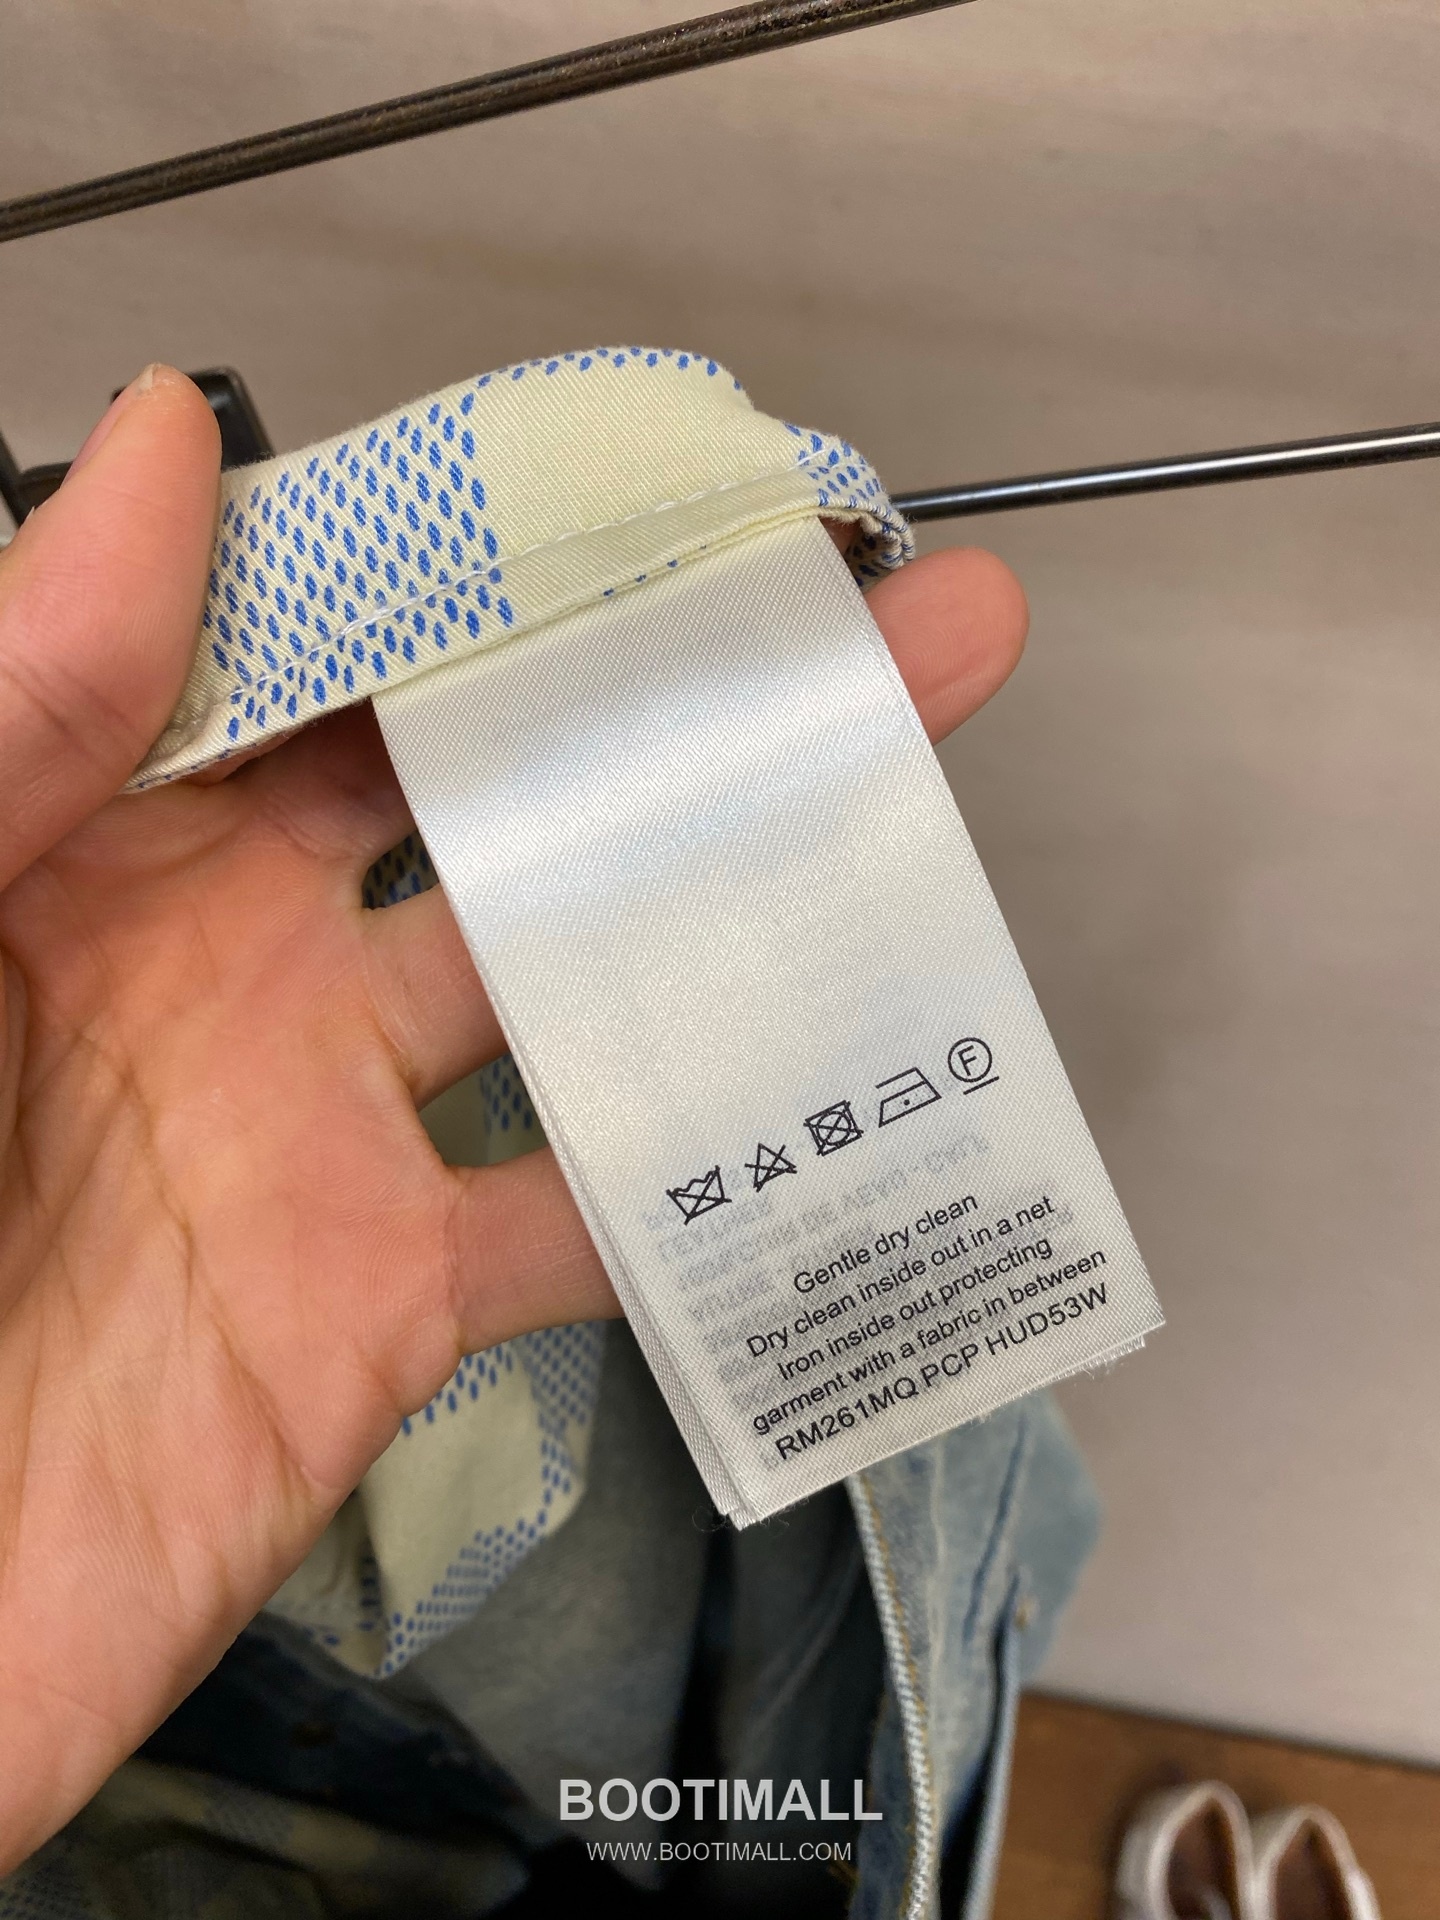 F
Gentle dry clean
Dry clean inside out in a net
Iron inside out protecting
garment with a fabric in between
RM261MQ PCP HUD53W
BOOTIMALL
WWW.BOOTIMALL.COM